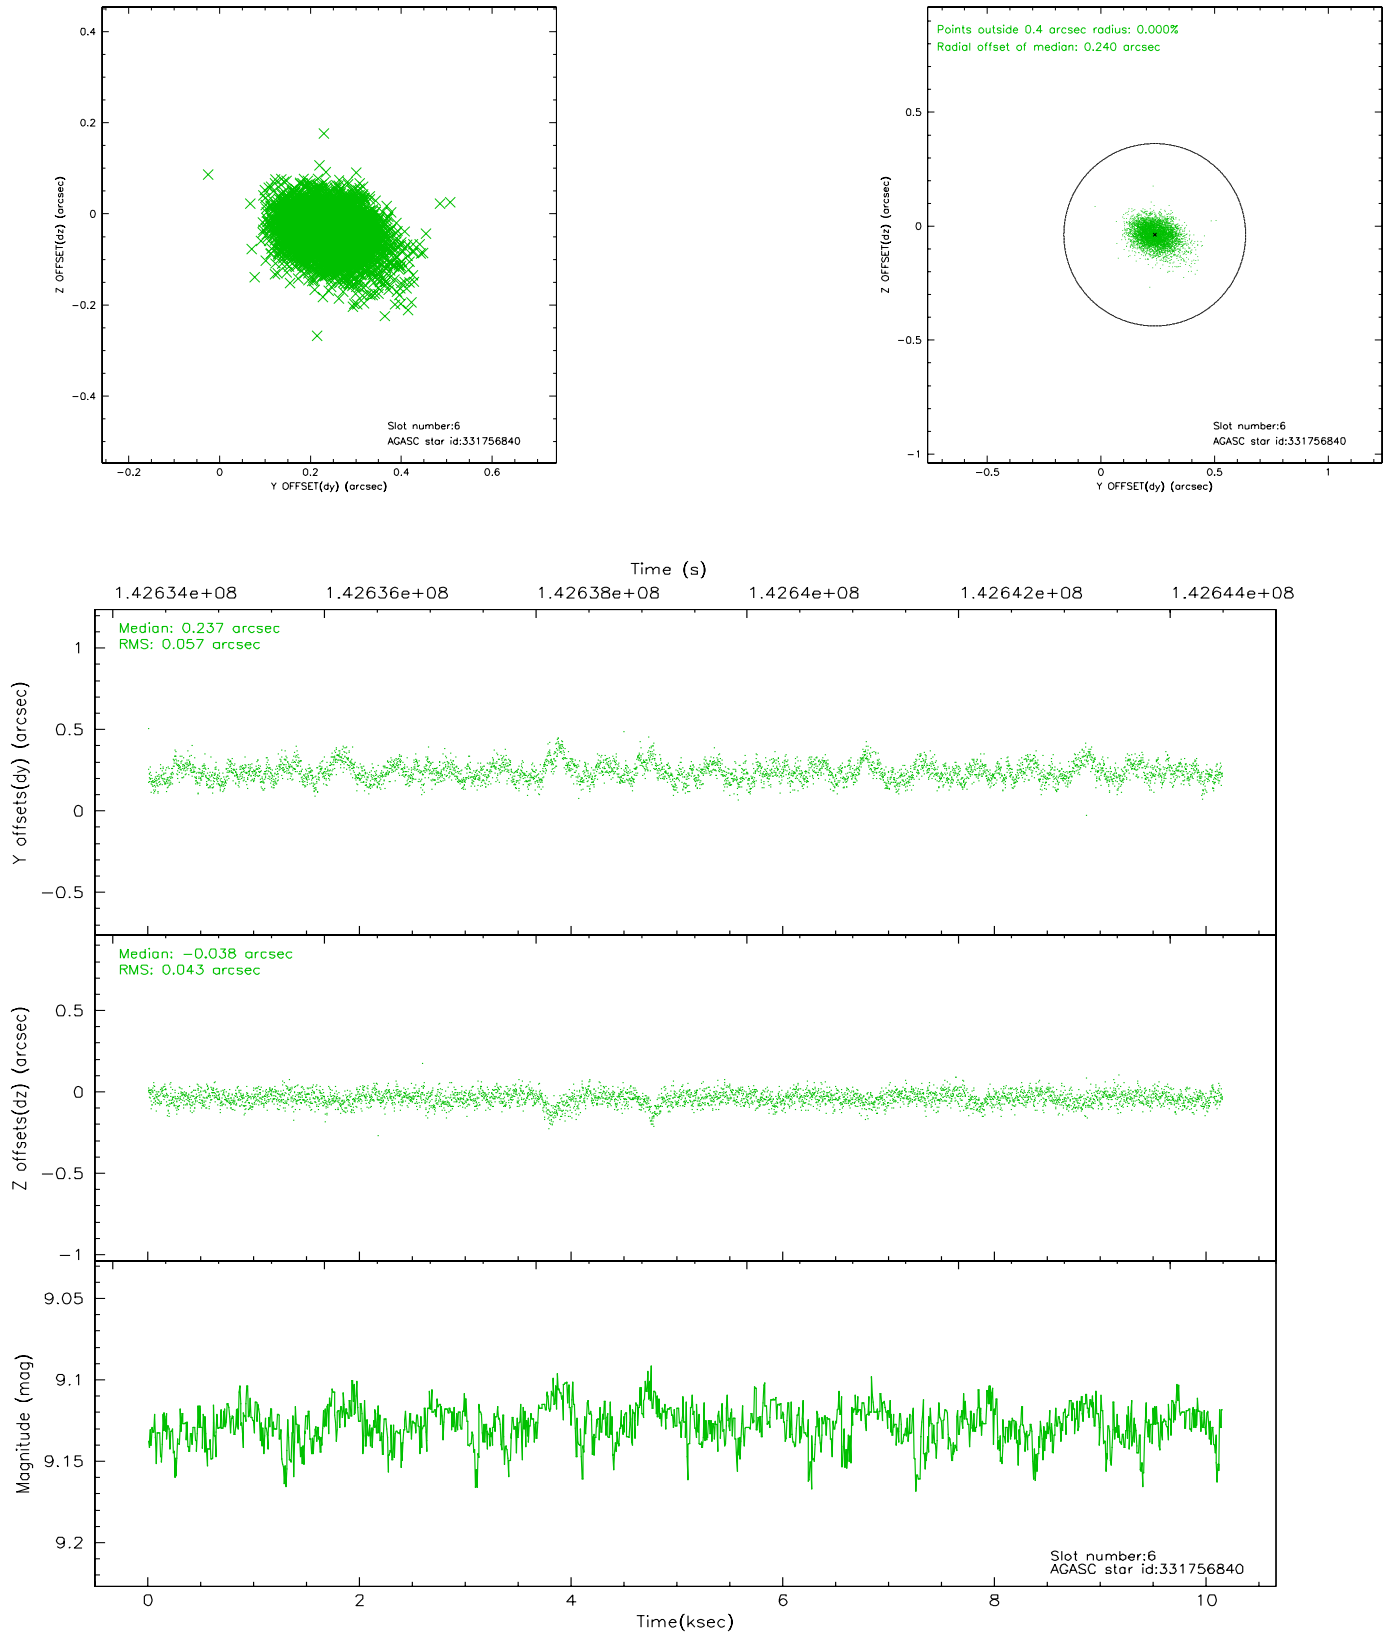 0.4
0.2
0
−0.2
−0.4
Z OFFSET(dz) (arcsec)
Slot number:6
AGASC star id:331756840
−0.2 0 0.2 0.4 0.6
Y OFFSET(dy) (arcsec)
Points outside 0.4 arcsec radius: 0.000%
Radial offset of median: 0.240 arcsec
0.5
0
−0.5
−1
Z OFFSET(dz) (arcsec)
Slot number:6
AGASC star id:331756840
−0.5 0 0.5 1
Y OFFSET(dy) (arcsec)
Time (s)
1.42634e+08 1.42636e+08 1.42638e+08 1.4264e+08 1.42642e+08 1.42644e+08
Median: 0.237 arcsec
RMS: 0.057 arcsec
1
0.5
0
−0.5
Y offsets(dy) (arcsec)
Median: −0.038 arcsec
RMS: 0.043 arcsec
0.5
0
−0.5
−1
Z offsets(dz) (arcsec)
9.05
9.1
9.15
9.2
Magnitude (mag)
Slot number:6
AGASC star id:331756840
0 2 4 6 8 10
Time(ksec)